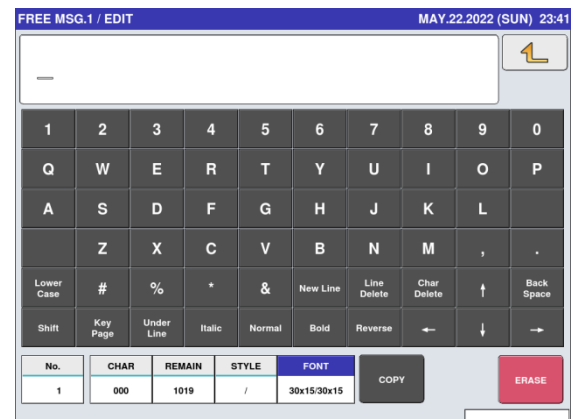 FREE MSG.1 / EDIT MAY.22.2022 (SUN) 23:41
1 2 3 4 5 6 7 8 9 0
Q W E R T Y U I O P
A S D F G H J K L
Z X C V B N M , .
Lower Case # % * & New Line Line Delete Char Delete ↑ Back Space
Shift Key Page Under Line Italic Normal Bold Reverse ← ↓ →
No. CHAR REMAIN STYLE FONT COPY ERASE
1 000 1019 / 30x15/30x15